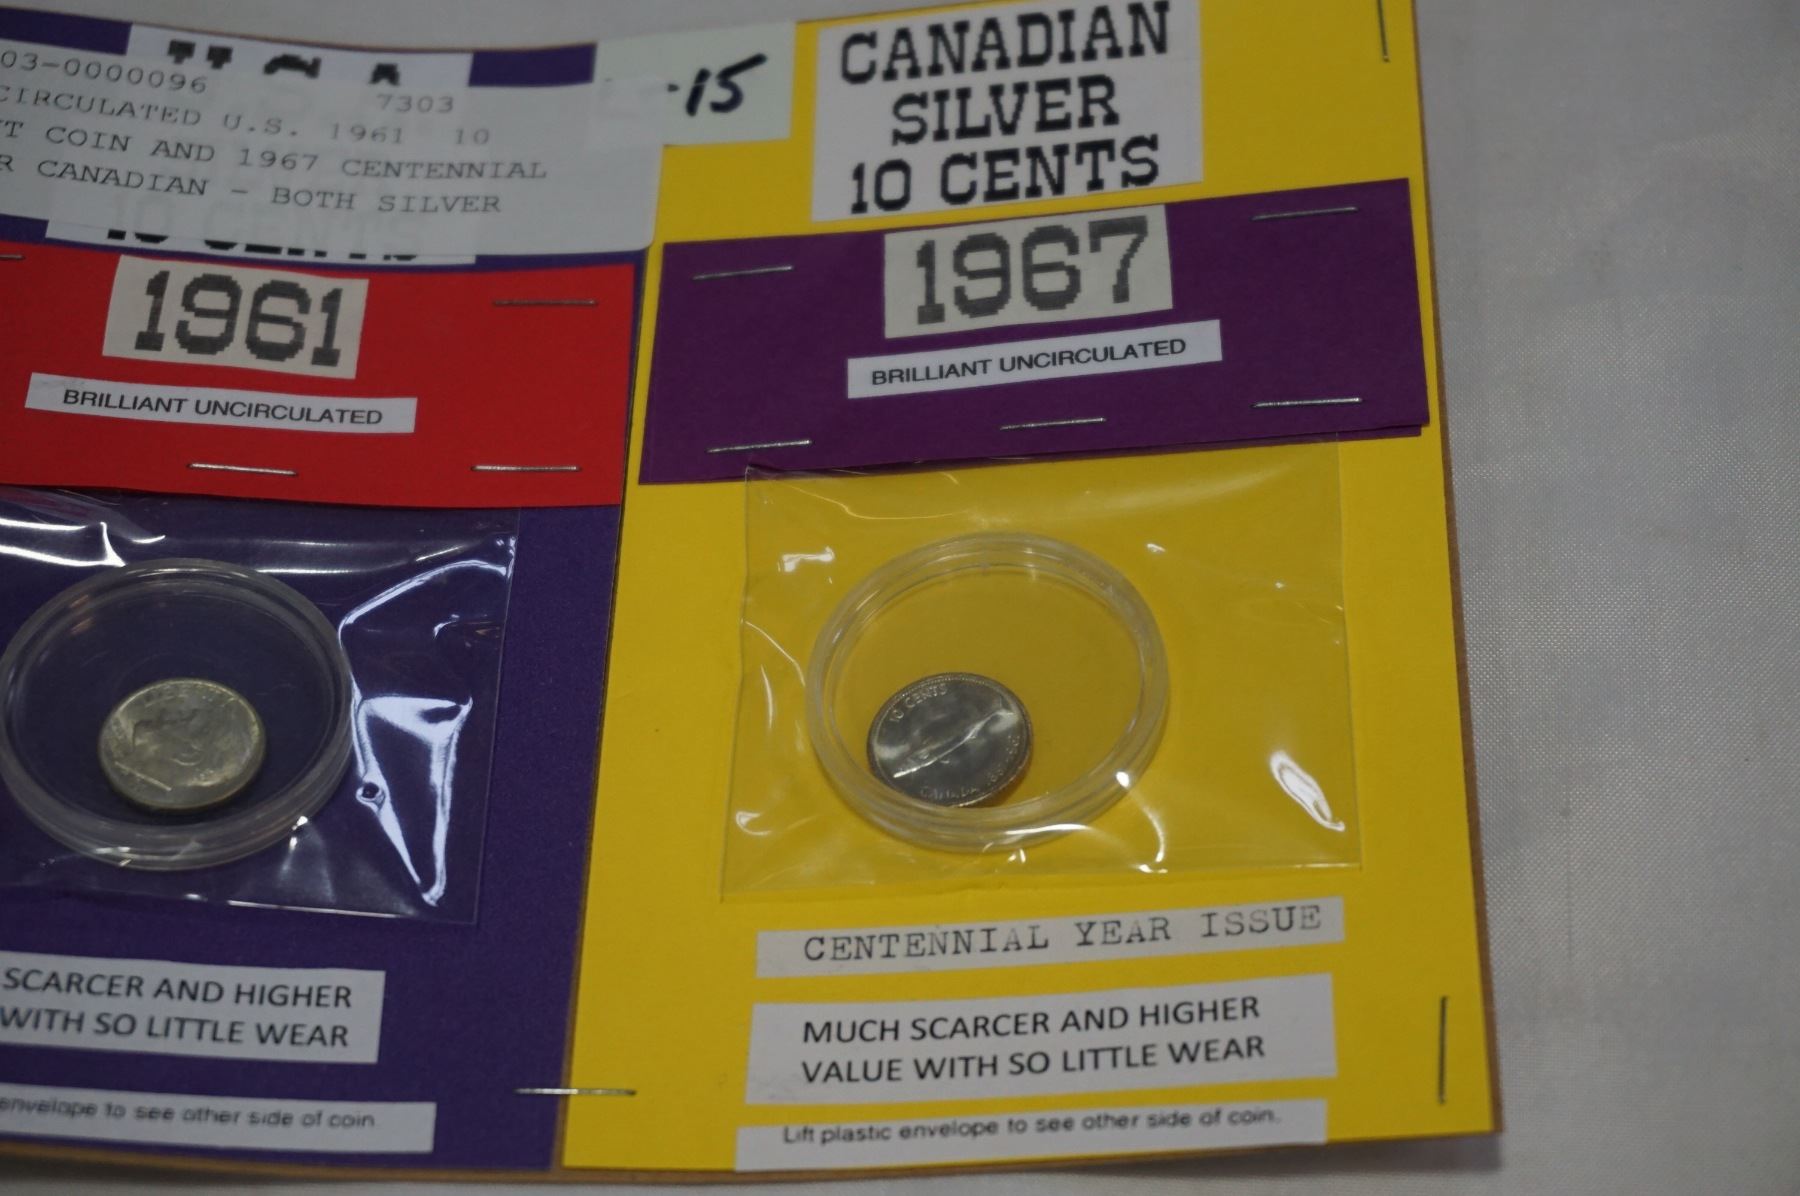 03-0000096
7303
CIRCULATED U.S. 1961 10
T COIN AND 1967 CENTENNIAL
R CANADIAN - BOTH SILVER
10 CENTS
1961
BRILLIANT UNCIRCULATED
LIBERTY
SCARCER AND HIGHER
WITH SO LITTLE WEAR
envelope to see other side of coin
-15
CANADIAN
SILVER
10 CENTS
1967
BRILLIANT UNCIRCULATED
10 CENTS
CANADA
CENTENNIAL YEAR ISSUE
MUCH SCARCER AND HIGHER
VALUE WITH SO LITTLE WEAR
Lift plastic envelope to see other side of coin.